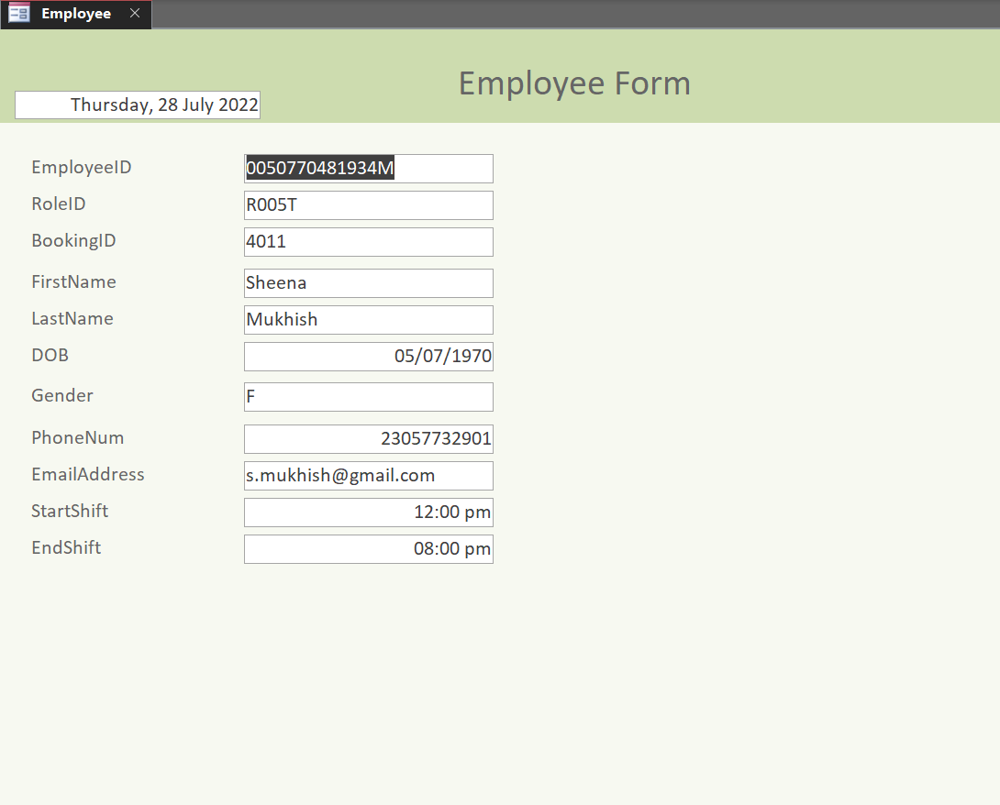 Employee
Employee Form
Thursday, 28 July 2022
EmployeeID 0050770481934M
RoleID R005T
BookingID 4011
FirstName Sheena
LastName Mukhish
DOB 05/07/1970
Gender F
PhoneNum 23057732901
EmailAddress s.mukhish@gmail.com
StartShift 12:00 pm
EndShift 08:00 pm